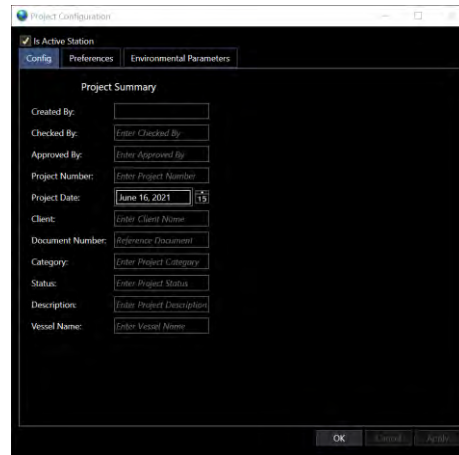 Project Configuration
Is Active Station
Config Preferences Environmental Parameters
Project Summary
Created By:
Checked By: Enter Checked By
Approved By: Enter Approved By
Project Number: Enter Project Number
Project Date: June 16, 2021 15
Client: Enter Client Name
Document Number: Reference Document
Category: Enter Project Category
Status: Enter Project Status
Description: Enter Project Description
Vessel Name: Enter Vessel Name
OK Cancel Apply